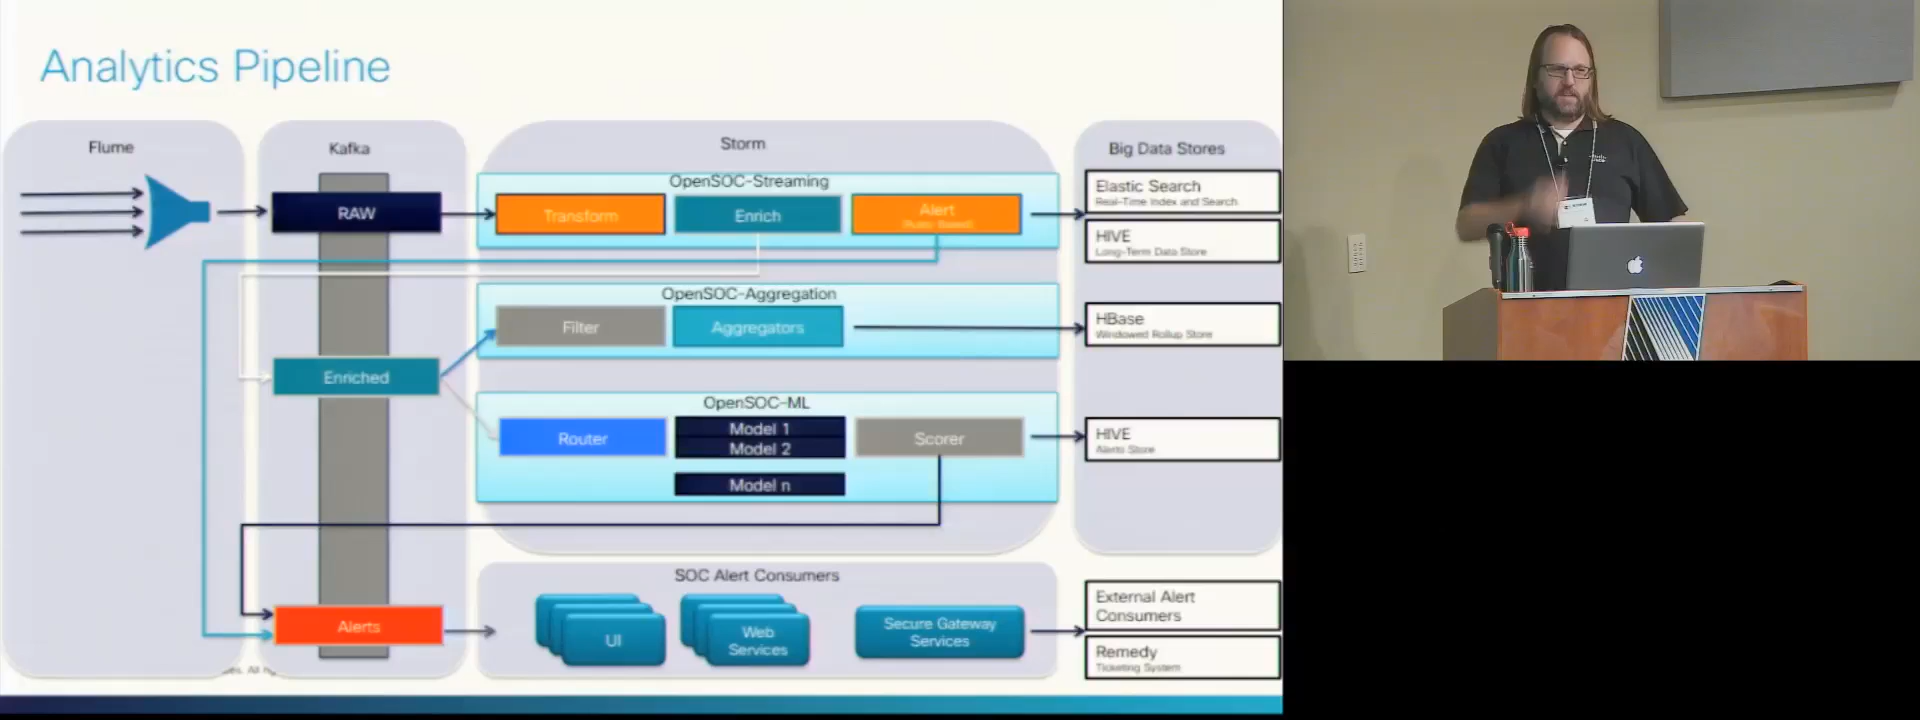 Analytics Pipeline
Flume
Kafka
Storm
Big Data Stores
OpenSOC-Streaming
RAW
Transform
Enrich
Alert
Elastic Search
Real-Time Index and Search
HIVE
Long-Term Data Store
OpenSOC-Aggregation
Filter
Aggregators
HBase
Windowed Rollup Store
Enriched
OpenSOC-ML
Router
Model 1
Model 2
Model n
Scorer
HIVE
Alerts Store
SOC Alert Consumers
Alerts
UI
Web
Services
Secure Gateway
Services
External Alert
Consumers
Remedy
Ticketing System